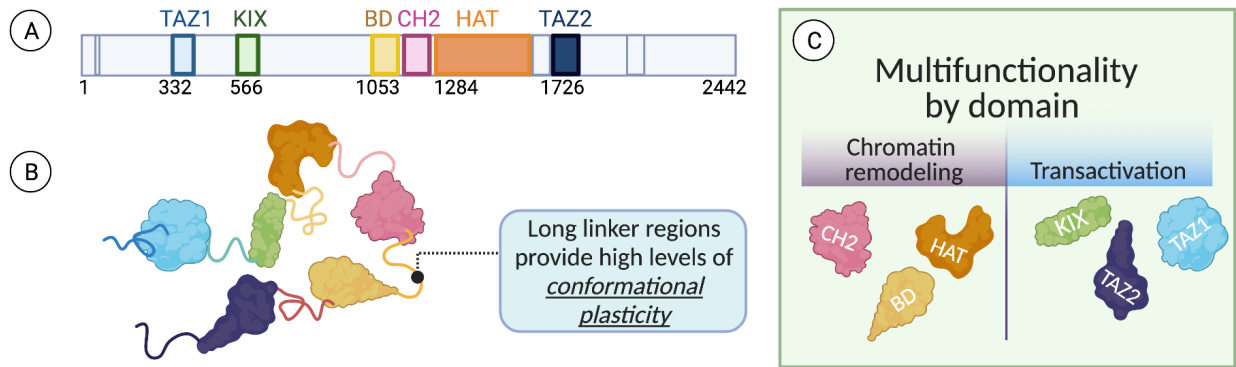 A
TAZ1 KIX BD CH2 HAT TAZ2
1 332 566 1053 1284 1726 2442
B
Long linker regions
provide high levels of
conformational
plasticity
C
Multifunctionality
by domain
Chromatin
remodeling
Transactivation
CH2
HAT
BD
KIX
TAZ1
TAZ2